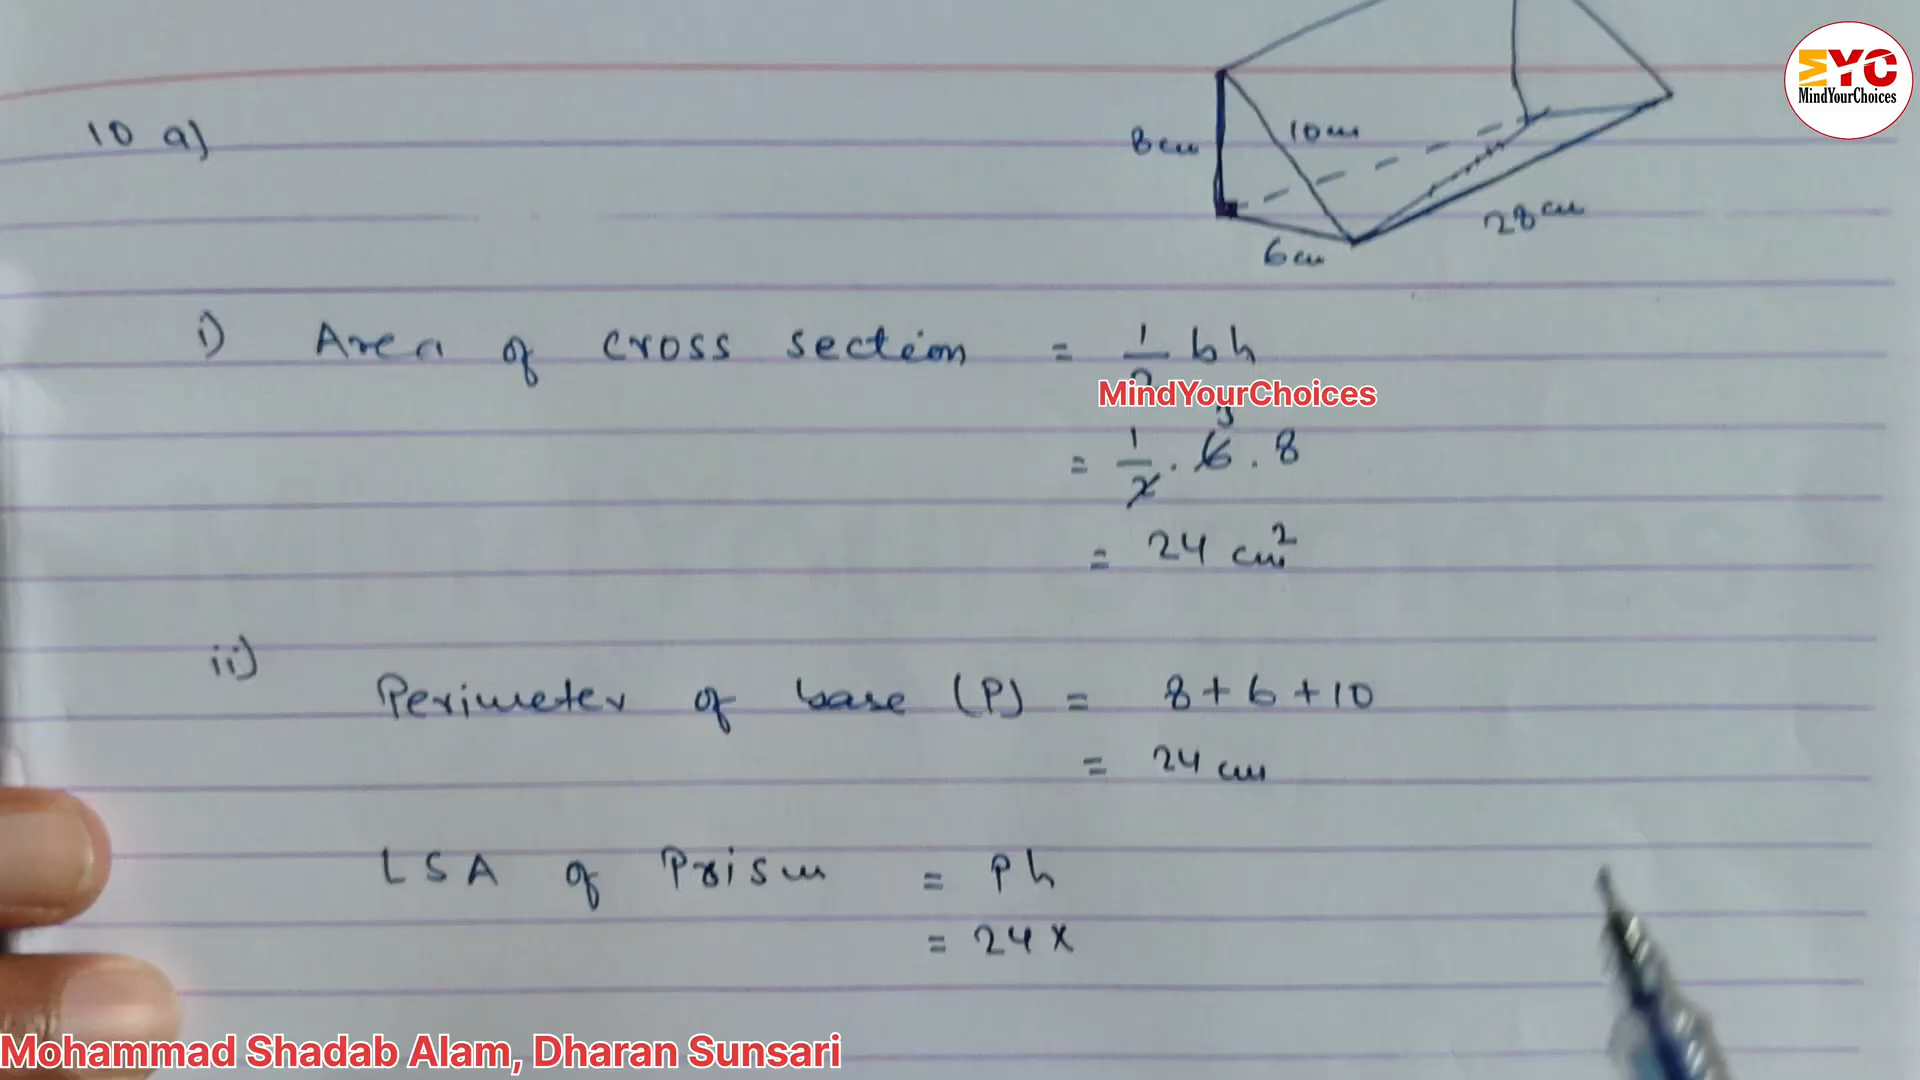 MYC
MindYourChoices
10 a)
8cm
10cm
28cm
6cm
i) Area of cross section = 1/2 bh
MindYourChoices
= 1/2 . 6 . 8
3
= 24 cm²
ii)
Perimeter of base (P) = 8+6+10
= 24 cm
LSA of Prism = Ph
= 24 x
Mohammad Shadab Alam, Dharan Sunsari